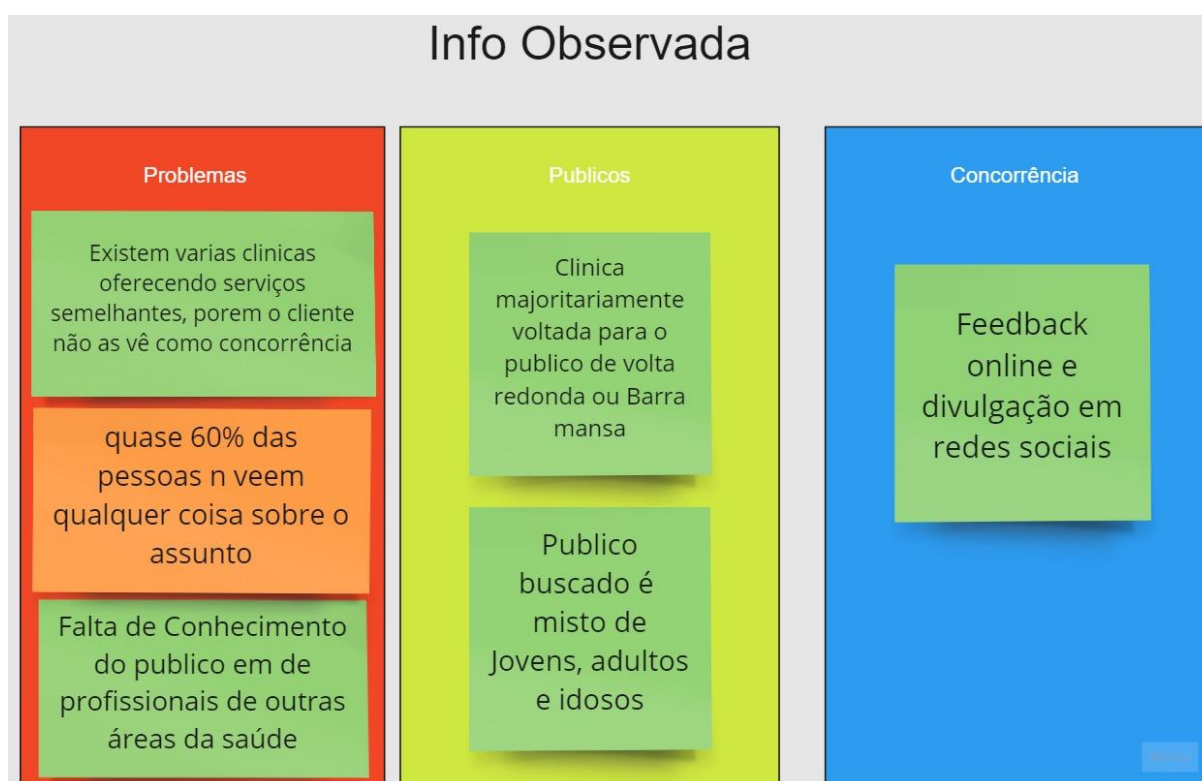 Info Observada
Problemas
Existem varias clinicas
oferecendo serviços
semelhantes, porem o cliente
não as vê como concorrência
quase 60% das
pessoas n veem
qualquer coisa sobre o
assunto
Falta de Conhecimento
do publico em de
profissionais de outras
áreas da saúde
Publicos
Clinica
majoritariamente
voltada para o
publico de volta
redonda ou Barra
mansa
Publico
buscado é
misto de
Jovens, adultos
e idosos
Concorrência
Feedback
online e
divulgação em
redes sociais